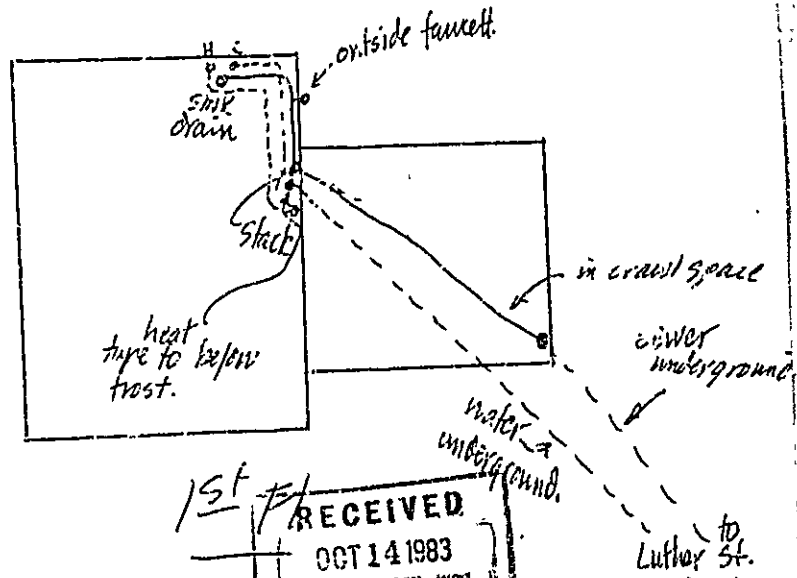 outside faucett.
H C
sink
drain
Stack
in crawl space
heat
tape to below
frost.
sewer
underground
water
underground.
1st Fl
RECEIVED
OCT 14 1983
to
Luther St.